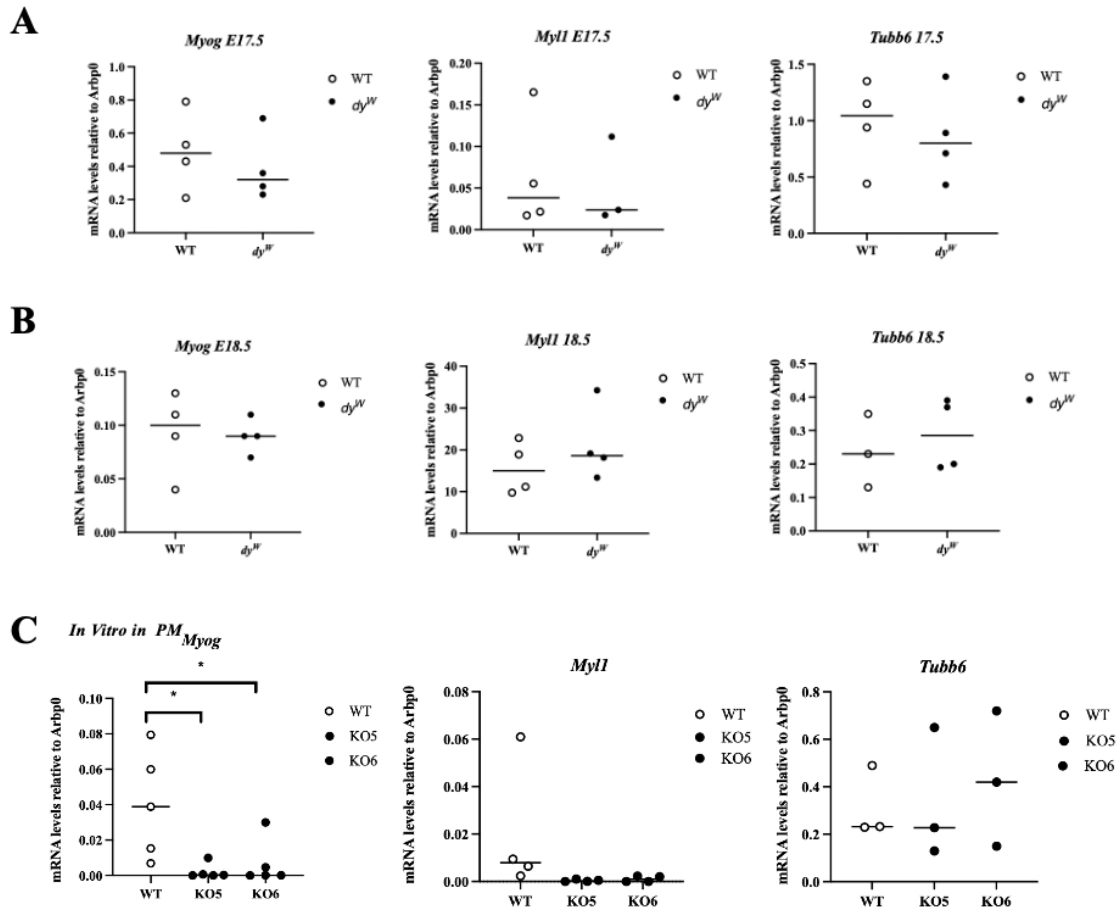 A
Myog E17.5
mRNA levels relative to Arbp0
1.0
0.8
0.6
0.4
0.2
0.0
WT
dyW
WT
dyW
Myl1 E17.5
mRNA levels relative to Arbp0
0.20
0.15
0.10
0.05
0.00
WT
dyW
WT
dyW
Tubb6 17.5
mRNA levels relative to Arbp0
1.5
1.0
0.5
0.0
WT
dyW
WT
dyW
B
Myog E18.5
mRNA levels relative to Arbp0
0.15
0.10
0.05
0.00
WT
dyW
WT
dyW
Myl1 18.5
mRNA levels relative to Arbp0
40
30
20
10
0
WT
dyW
WT
dyW
Tubb6 18.5
mRNA levels relative to Arbp0
0.5
0.4
0.3
0.2
0.1
0.0
WT
dyW
WT
dyW
C
In Vitro in PM
Myog
*
*
mRNA levels relative to Arbp0
0.10
0.08
0.06
0.04
0.02
0.00
WT
KO5
KO6
WT
KO5
KO6
Myl1
mRNA levels relative to Arbp0
0.08
0.06
0.04
0.02
0.00
WT
KO5
KO6
WT
KO5
KO6
Tubb6
mRNA levels relative to Arbp0
0.8
0.6
0.4
0.2
0.0
WT
KO5
KO6
WT
KO5
KO6